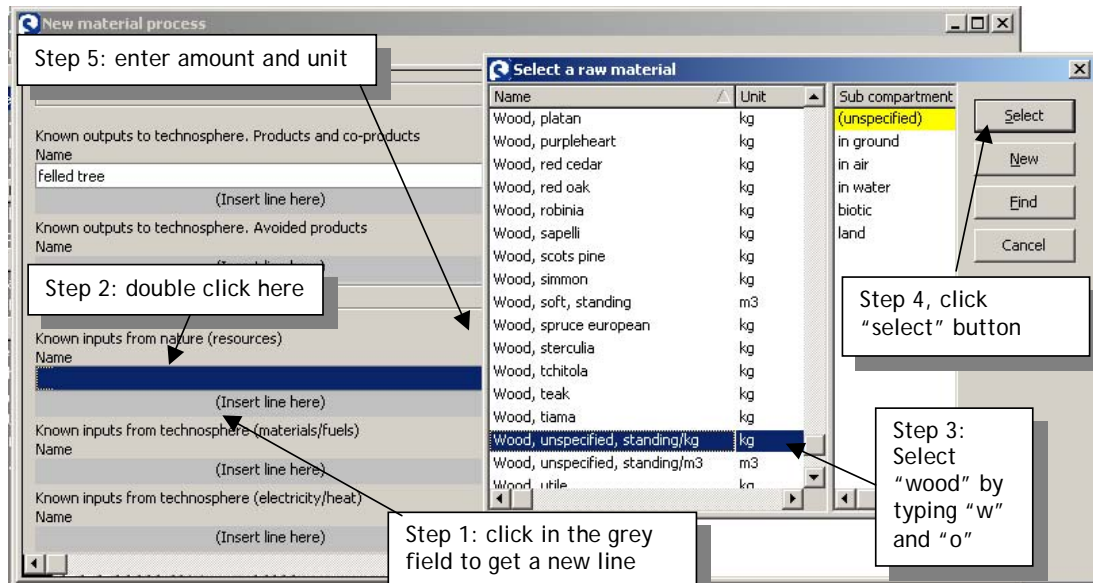 New material process
Step 5: enter amount and unit
Known outputs to technosphere. Products and co-products
Name
felled tree
(Insert line here)
Known outputs to technosphere. Avoided products
Name
Step 2: double click here
Known inputs from nature (resources)
Name
(Insert line here)
Known inputs from technosphere (materials/fuels)
Name
(Insert line here)
Known inputs from technosphere (electricity/heat)
Name
(Insert line here)
Step 1: click in the grey
field to get a new line
Select a raw material
Name Unit
Wood, platan kg
Wood, purpleheart kg
Wood, red cedar kg
Wood, red oak kg
Wood, robinia kg
Wood, sapelli kg
Wood, scots pine kg
Wood, simmon kg
Wood, soft, standing m3
Wood, spruce european kg
Wood, sterculia kg
Wood, tchitola kg
Wood, teak kg
Wood, tiama kg
Wood, unspecified, standing/kg kg
Wood, unspecified, standing/m3 m3
Wood, utile kg
Sub compartment
(unspecified)
in ground
in air
in water
biotic
land
Select
New
Find
Cancel
Step 4, click
“select” button
Step 3:
Select
“wood” by
typing “w”
and “o”